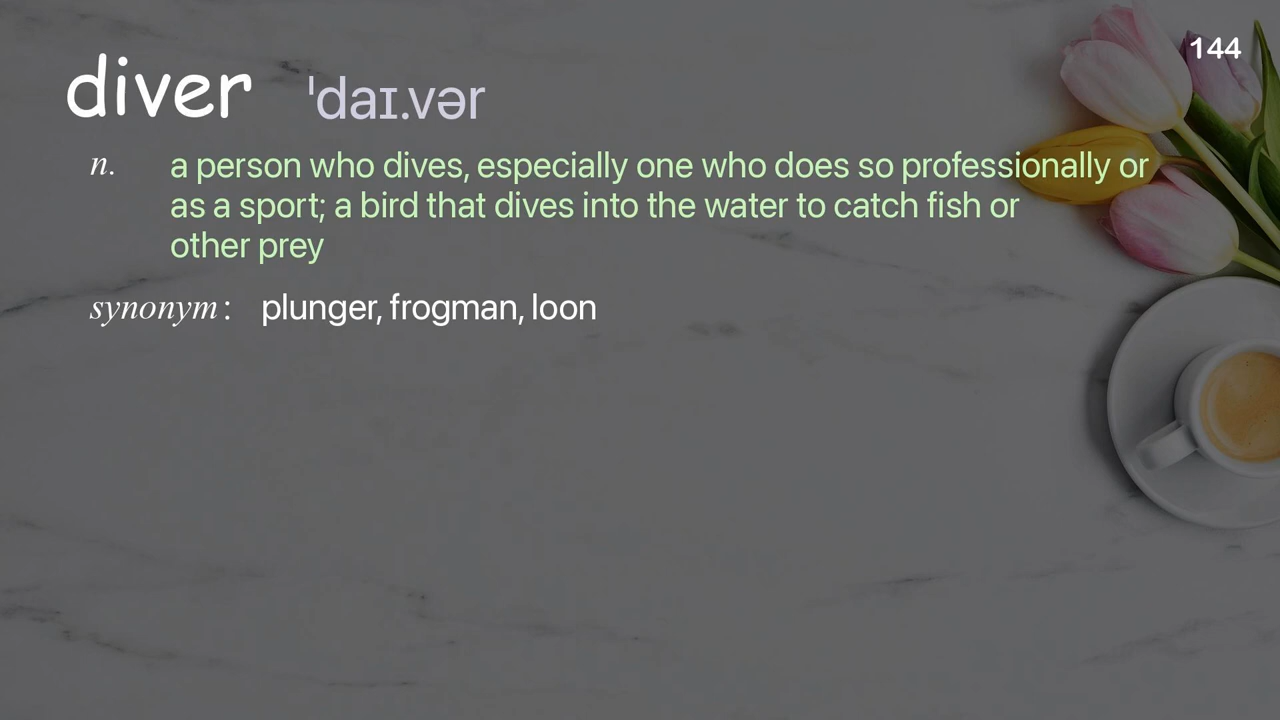 144
diver ˈdaɪ.vər
n. a person who dives, especially one who does so professionally or
as a sport; a bird that dives into the water to catch fish or
other prey
synonym: plunger, frogman, loon